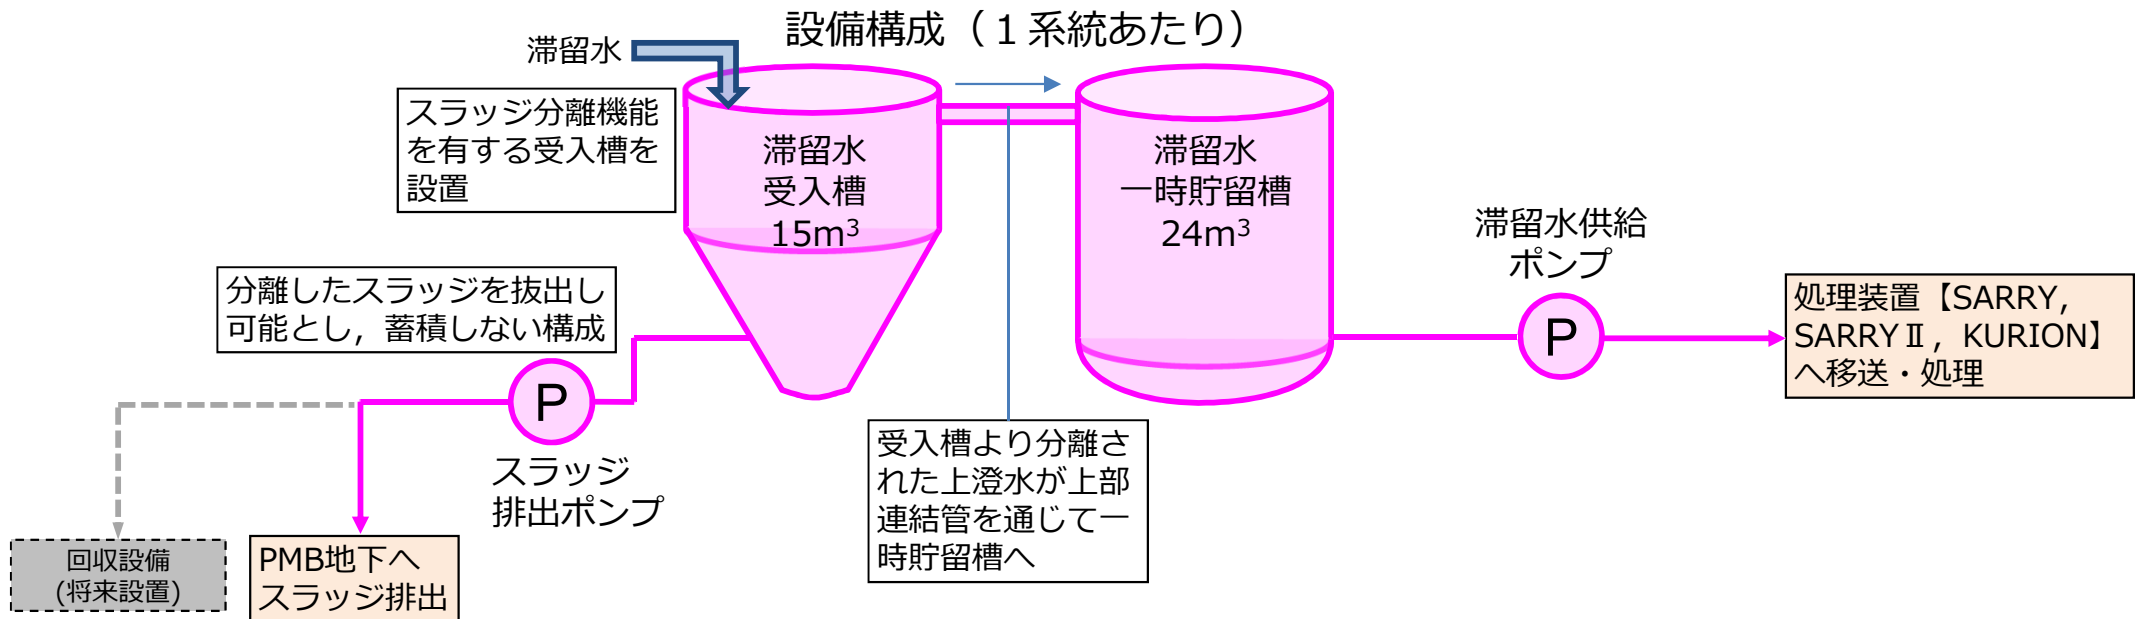 設備構成（１系統あたり）
滞留水
スラッジ分離機能
を有する受入槽を
設置
滞留水
受入槽
15m³
滞留水
一時貯留槽
24m³
滞留水供給
ポンプ
P
処理装置【SARRY，
SARRYⅡ，KURION】
へ移送・処理
分離したスラッジを抜出し
可能とし，蓄積しない構成
P
スラッジ
排出ポンプ
受入槽より分離さ
れた上澄水が上部
連結管を通じて一
時貯留槽へ
回収設備
(将来設置)
PMB地下へ
スラッジ排出